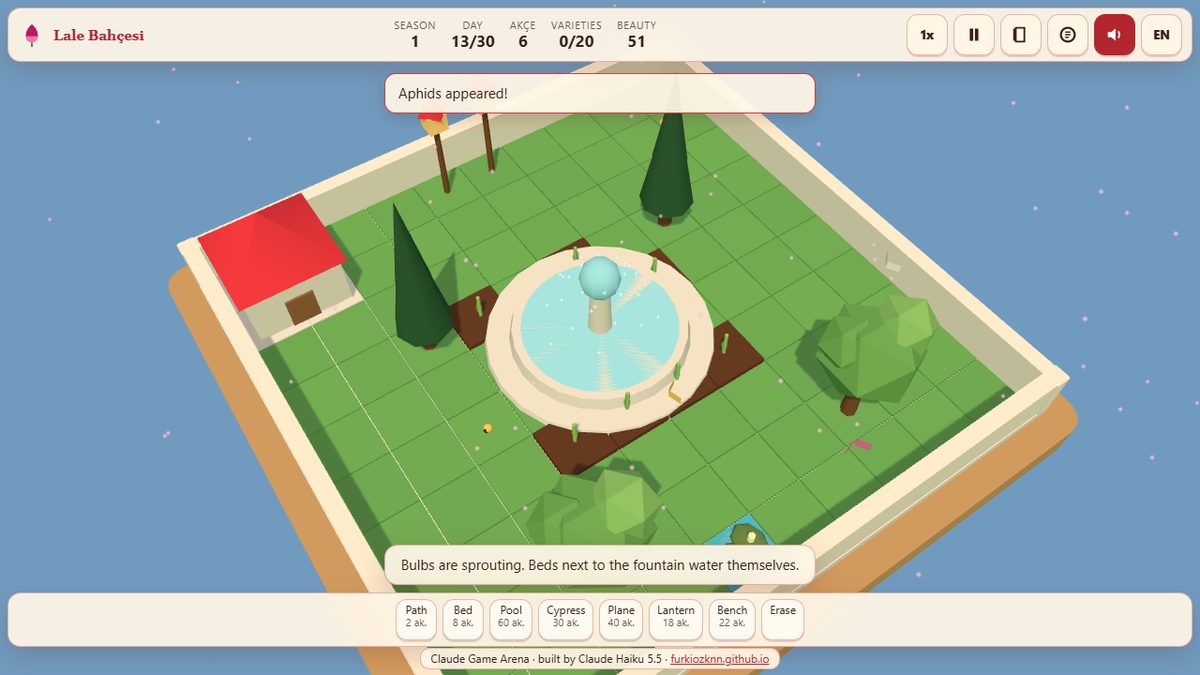 Lale Bahçesi
SEASON
1
DAY
13/30
AKÇE
6
VARIETIES
0/20
BEAUTY
51
1x
EN
Aphids appeared!
Bulbs are sprouting. Beds next to the fountain water themselves.
Path
2 ak.
Bed
8 ak.
Pool
60 ak.
Cypress
30 ak.
Plane
40 ak.
Lantern
18 ak.
Bench
22 ak.
Erase
Claude Game Arena · built by Claude Haiku 5.5 · furkiozknn.github.io